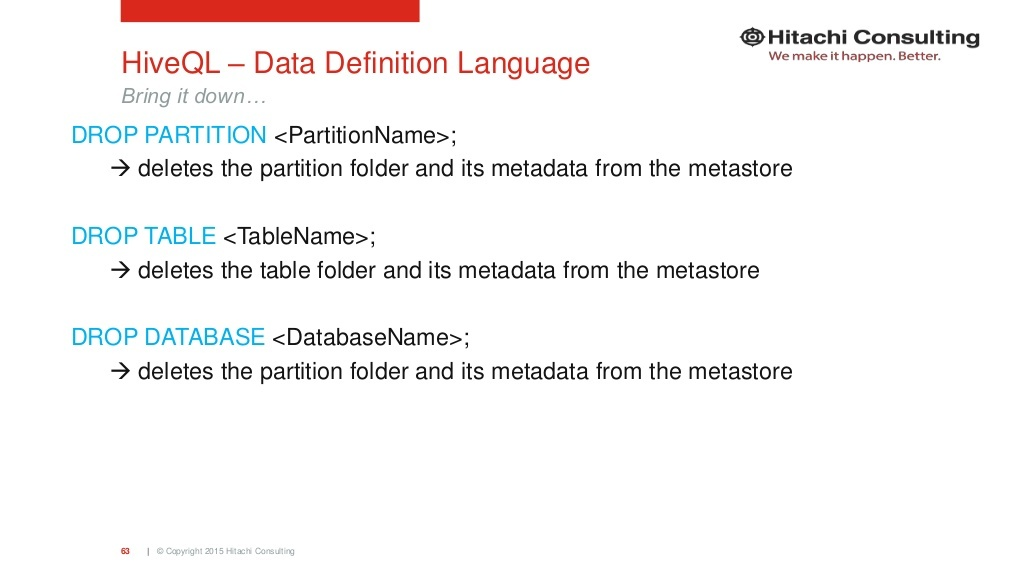 Hitachi Consulting
We make it happen. Better.
HiveQL – Data Definition Language
Bring it down…
DROP PARTITION <PartitionName>;
→ deletes the partition folder and its metadata from the metastore
DROP TABLE <TableName>;
→ deletes the table folder and its metadata from the metastore
DROP DATABASE <DatabaseName>;
→ deletes the partition folder and its metadata from the metastore
63 | © Copyright 2015 Hitachi Consulting